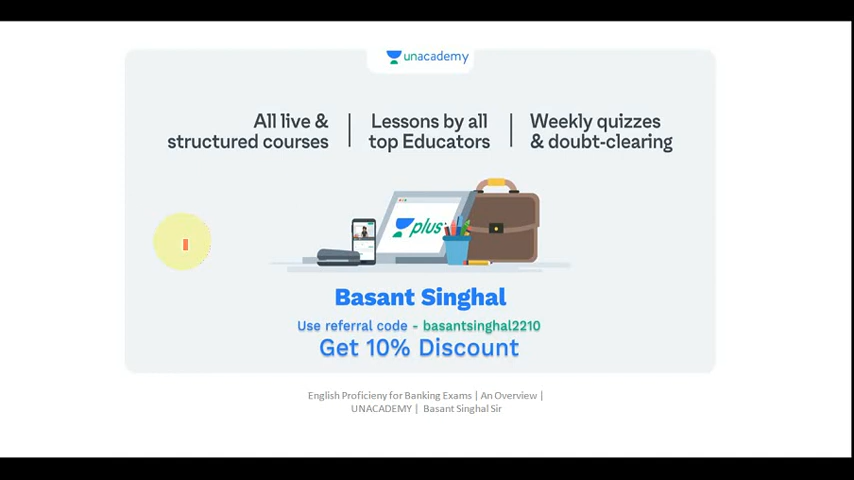 unacademy
All live & | Lessons by all | Weekly quizzes
structured courses | top Educators | & doubt-clearing
plus
Basant Singhal
Use referral code - basantsinghal2210
Get 10% Discount
English Proficieny for Banking Exams | An Overview |
UNACADEMY | Basant Singhal Sir